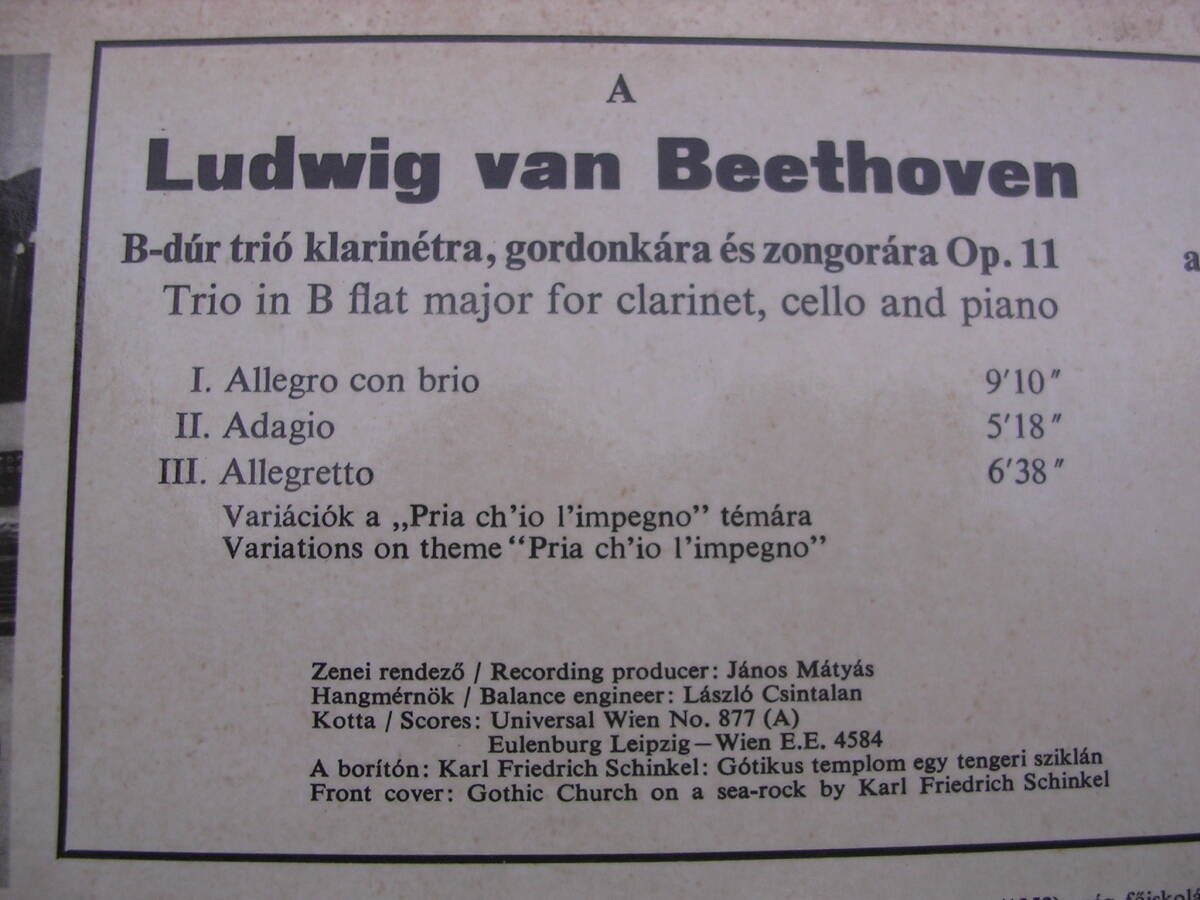 A
Ludwig van Beethoven
B-dúr trió klarinétra, gordonkára és zongorára Op. 11
Trio in B flat major for clarinet, cello and piano
I. Allegro con brio 9′10″
II. Adagio 5′18″
III. Allegretto 6′38″
Variációk a „Pria ch’io l’impegno” témára
Variations on theme “Pria ch’io l’impegno”
Zenei rendező / Recording producer: János Mátyás
Hangmérnök / Balance engineer: László Csintalan
Kotta / Scores: Universal Wien No. 877 (A)
Eulenburg Leipzig–Wien E.E. 4584
A borítón: Karl Friedrich Schinkel: Gótikus templom egy tengeri sziklán
Front cover: Gothic Church on a sea-rock by Karl Friedrich Schinkel